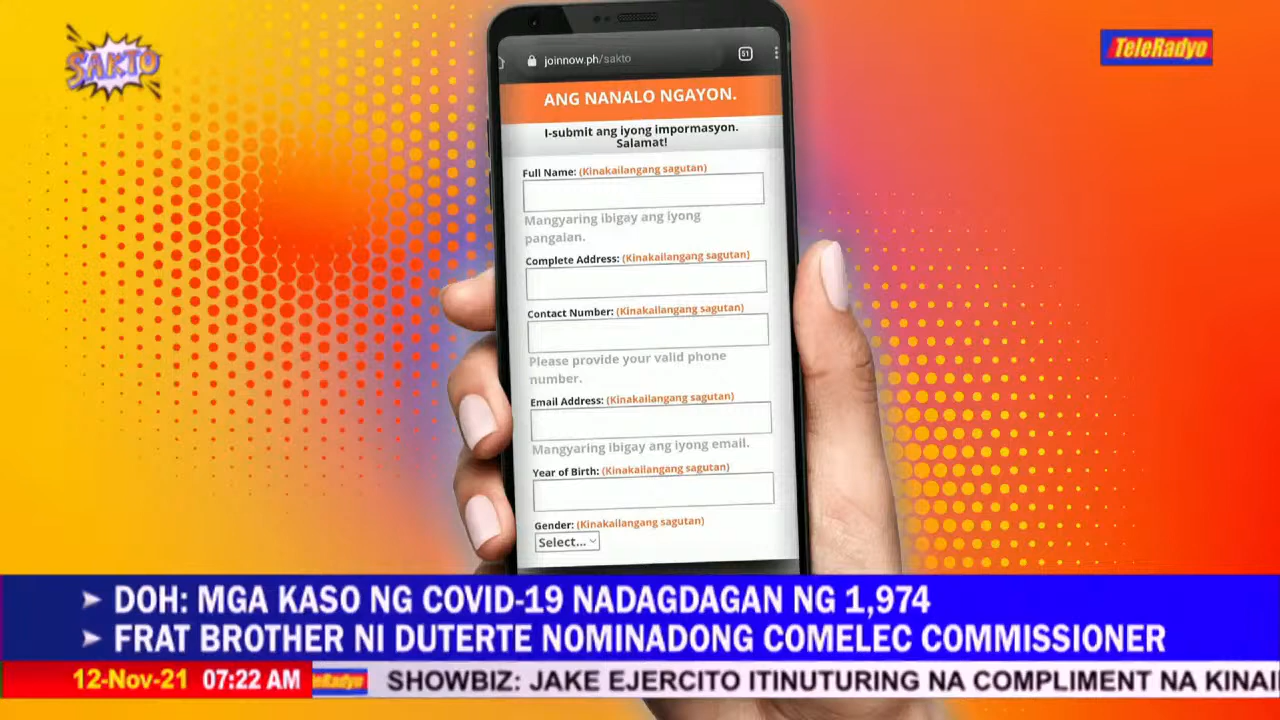 SAKTO
TeleRadyo
joinnow.ph/sakto
51
ANG NANALO NGAYON.
I-submit ang iyong impormasyon.
Salamat!
Full Name: (Kinakailangang sagutan)
Mangyaring ibigay ang iyong
pangalan.
Complete Address: (Kinakailangang sagutan)
Contact Number: (Kinakailangang sagutan)
Please provide your valid phone
number.
Email Address: (Kinakailangang sagutan)
Mangyaring ibigay ang iyong email.
Year of Birth: (Kinakailangang sagutan)
Gender: (Kinakailangang sagutan)
Select...
➤ DOH: MGA KASO NG COVID-19 NADAGDAGAN NG 1,974
➤ FRAT BROTHER NI DUTERTE NOMINADONG COMELEC COMMISSIONER
12-Nov-21 07:22 AM TeleRadyo SHOWBIZ: JAKE EJERCITO ITINUTURING NA COMPLIMENT NA KINAI